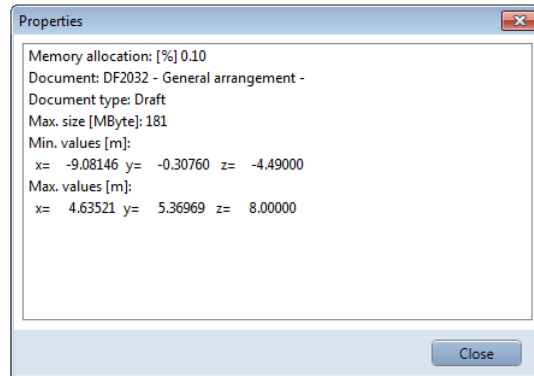 Properties
Memory allocation: [%] 0.10
Document: DF2032 - General arrangement -
Document type: Draft
Max. size [MByte]: 181
Min. values [m]:
x= -9.08146 y= -0.30760 z= -4.49000
Max. values [m]:
x= 4.63521 y= 5.36969 z= 8.00000
Close